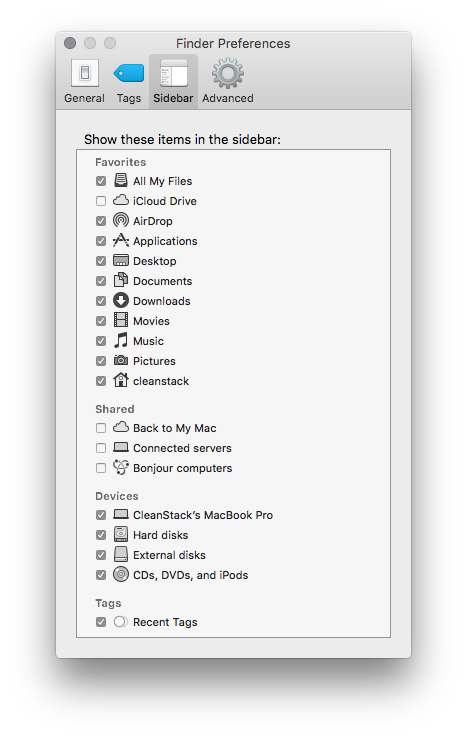 Finder Preferences
General Tags Sidebar Advanced
Show these items in the sidebar:
Favorites
All My Files
iCloud Drive
AirDrop
Applications
Desktop
Documents
Downloads
Movies
Music
Pictures
cleanstack
Shared
Back to My Mac
Connected servers
Bonjour computers
Devices
CleanStack's MacBook Pro
Hard disks
External disks
CDs, DVDs, and iPods
Tags
Recent Tags